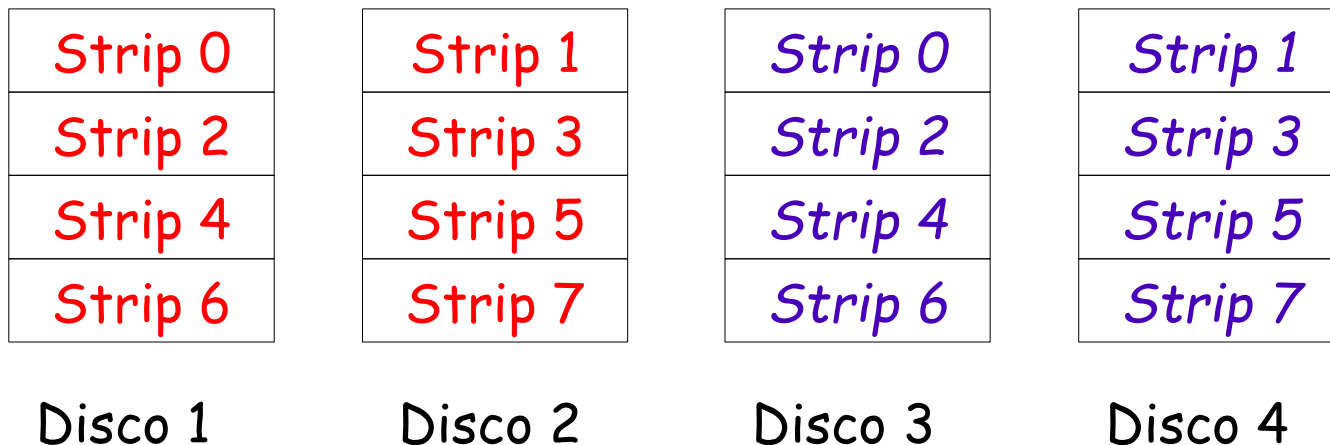 Strip 0 Strip 1 Strip 0 Strip 1
Strip 2 Strip 3 Strip 2 Strip 3
Strip 4 Strip 5 Strip 4 Strip 5
Strip 6 Strip 7 Strip 6 Strip 7
Disco 1 Disco 2 Disco 3 Disco 4